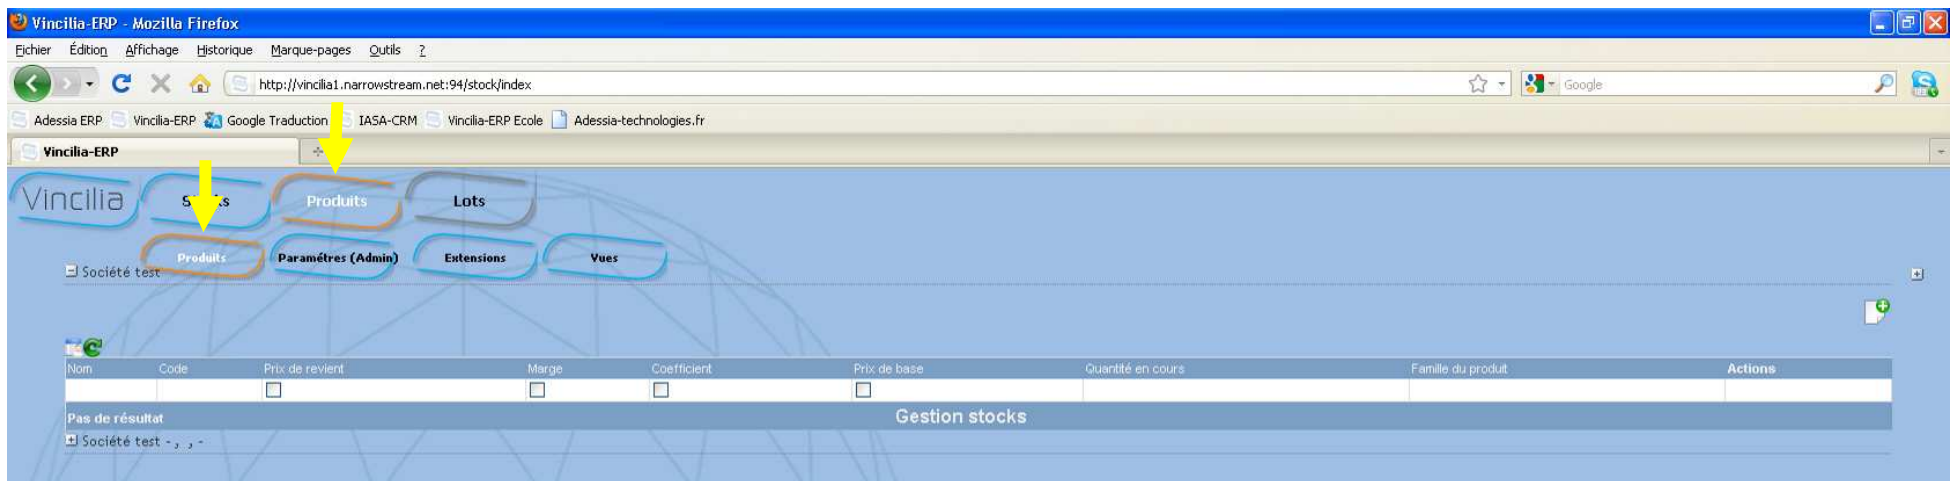 Vincilia-ERP - Mozilla Firefox
Fichier Édition Affichage Historique Marque-pages Outils ?
http://vincilia1.narrowstream.net:94/stock/index Google
Adessia ERP Vincilia-ERP Google Traduction IASA-CRM Vincilia-ERP Ecole Adessia-technologies.fr
Vincilia-ERP
Vincilia Produits Lots
Produits Paramétres (Admin) Extensions Vues
Société test
Nom Code Prix de revient Marge Coefficient Prix de base Quantité en cours Famille du produit Actions
Pas de résultat Gestion stocks
Société test - , , -